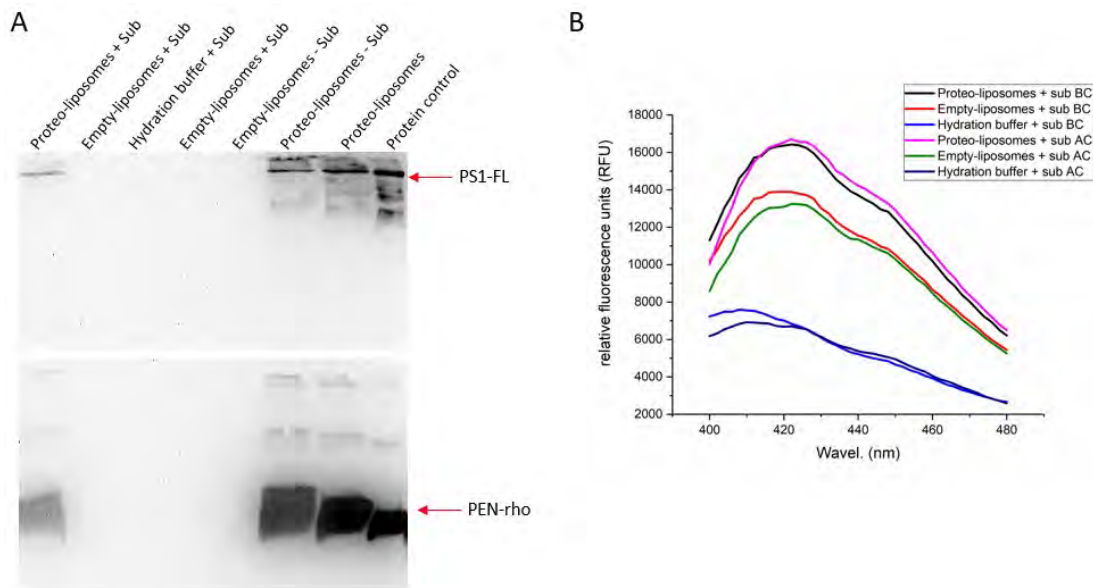 A
Proteo-liposomes + Sub
Empty-liposomes + Sub
Hydration buffer + Sub
Empty-liposomes + Sub
Empty-liposomes - Sub
Proteo-liposomes - Sub
Proteo-liposomes
Protein control
PS1-FL
PEN-rho
B
Proteo-liposomes + sub BC
Empty-liposomes + sub BC
Hydration buffer + sub BC
Proteo-liposomes + sub AC
Empty-liposomes + sub AC
Hydration buffer + sub AC
relative fluorescence units (RFU)
16000
14000
12000
10000
8000
6000
4000
2000
400
420
440
460
480
Wavel. (nm)